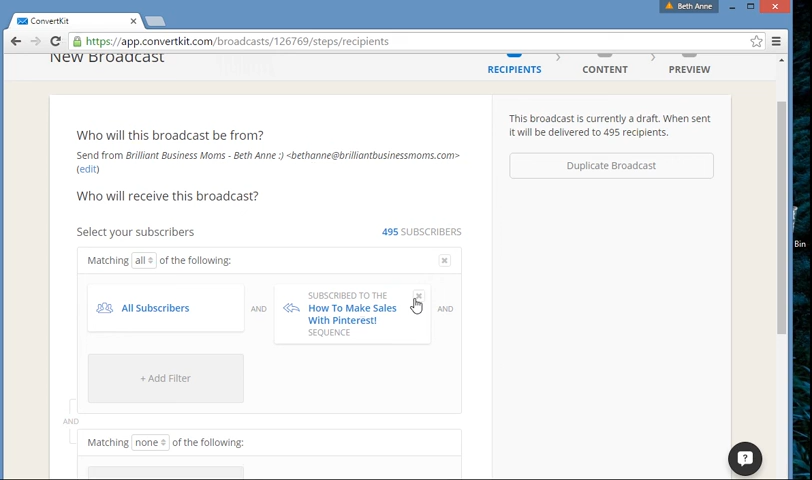 ConvertKit
Beth Anne
https://app.convertkit.com/broadcasts/126769/steps/recipients
New Broadcast
RECIPIENTS
CONTENT
PREVIEW
Who will this broadcast be from?
Send from Brilliant Business Moms - Beth Anne :) <bethanne@brilliantbusinessmoms.com>
(edit)
Who will receive this broadcast?
Select your subscribers
495 SUBSCRIBERS
Matching all of the following:
All Subscribers
AND
SUBSCRIBED TO THE
How To Make Sales
With Pinterest!
SEQUENCE
AND
+ Add Filter
AND
Matching none of the following:
This broadcast is currently a draft. When sent
it will be delivered to 495 recipients.
Duplicate Broadcast
Bin